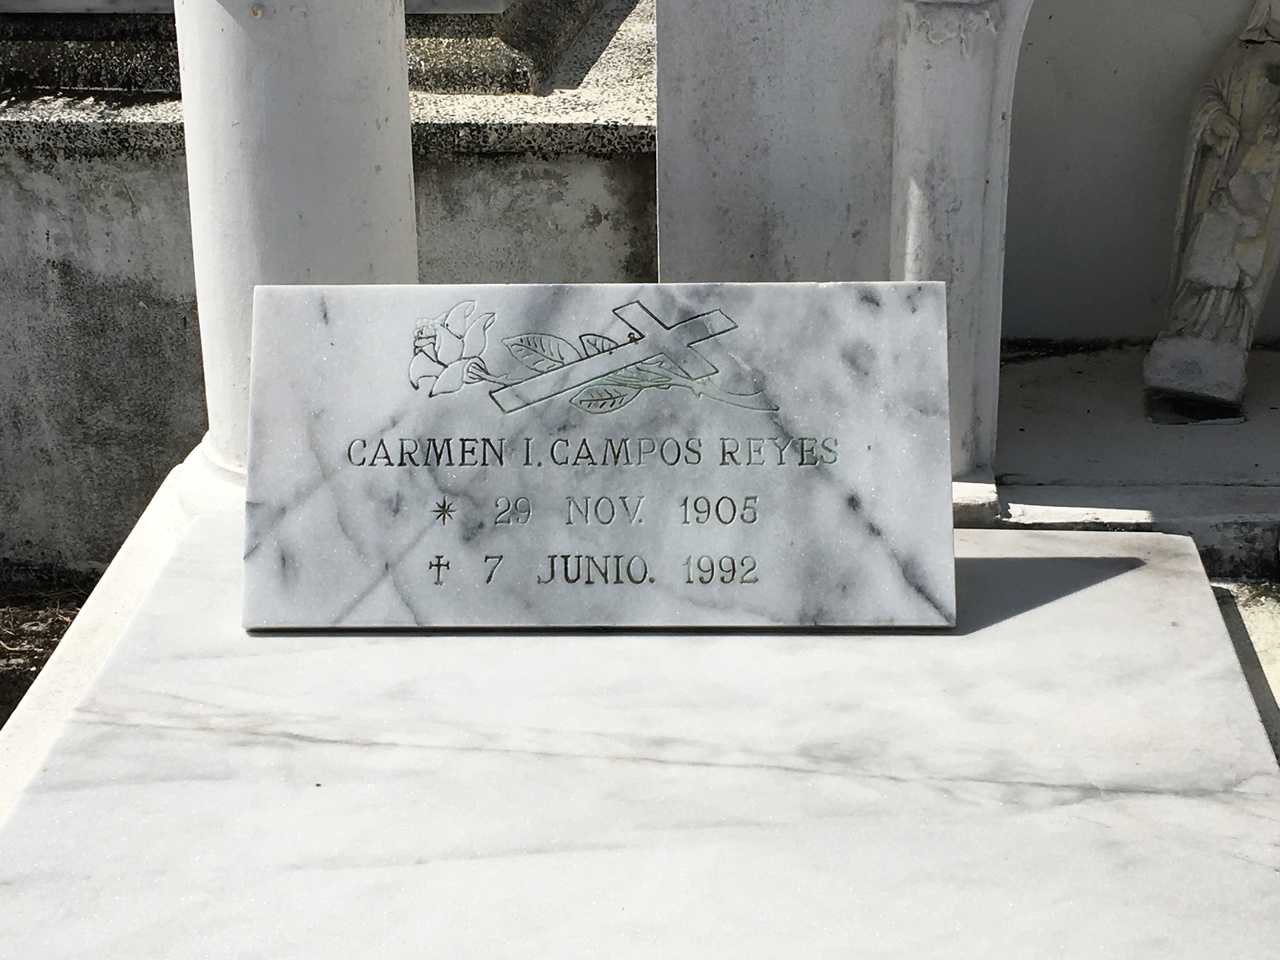 CARMEN I. CAMPOS REYES
29 NOV. 1905
7 JUNIO. 1992